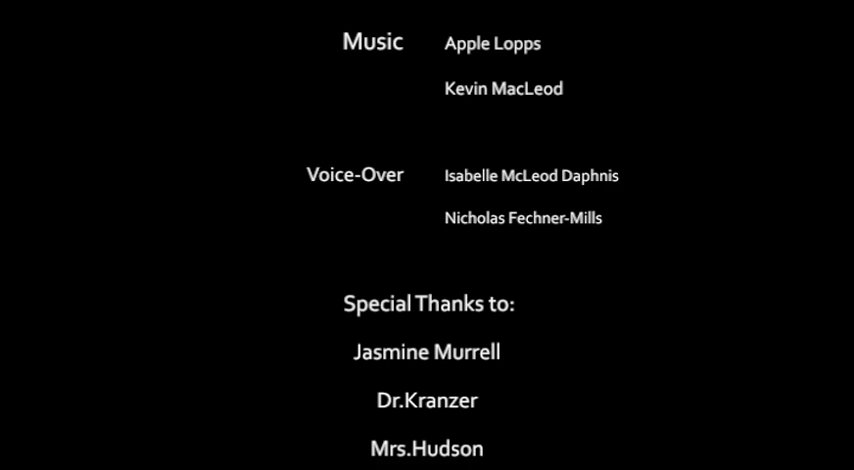 Music Apple Lopps
Kevin MacLeod
Voice-Over Isabelle McLeod Daphnis
Nicholas Fechner-Mills
Special Thanks to:
Jasmine Murrell
Dr.Kranzer
Mrs.Hudson